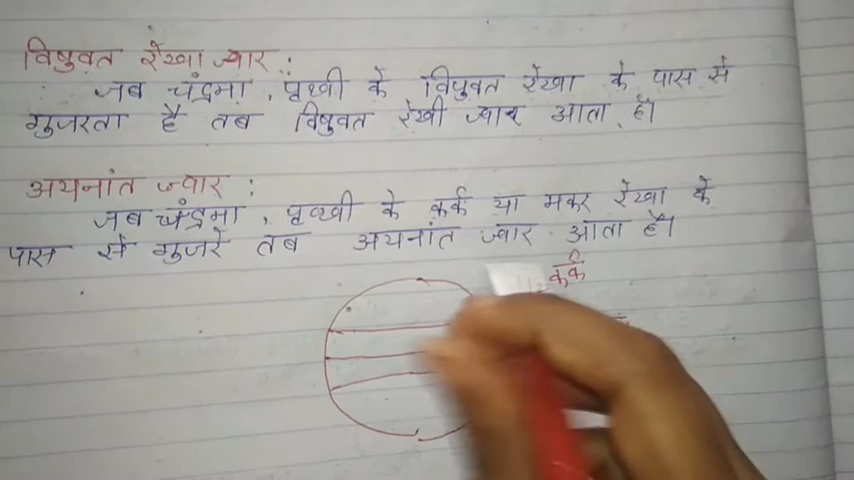 विषुवत रेखा ज्वार :
जब चंद्रमा, पृथ्वी के विषुवत रेखा के पास से
गुजरता है तब विषुवत रेखी ज्वार आता है।
अयनांत ज्वार :
जब चंद्रमा, पृथ्वी के कर्क या मकर रेखा के
पास से गुजरे तब अयनांत ज्वार आता है।
कर्क